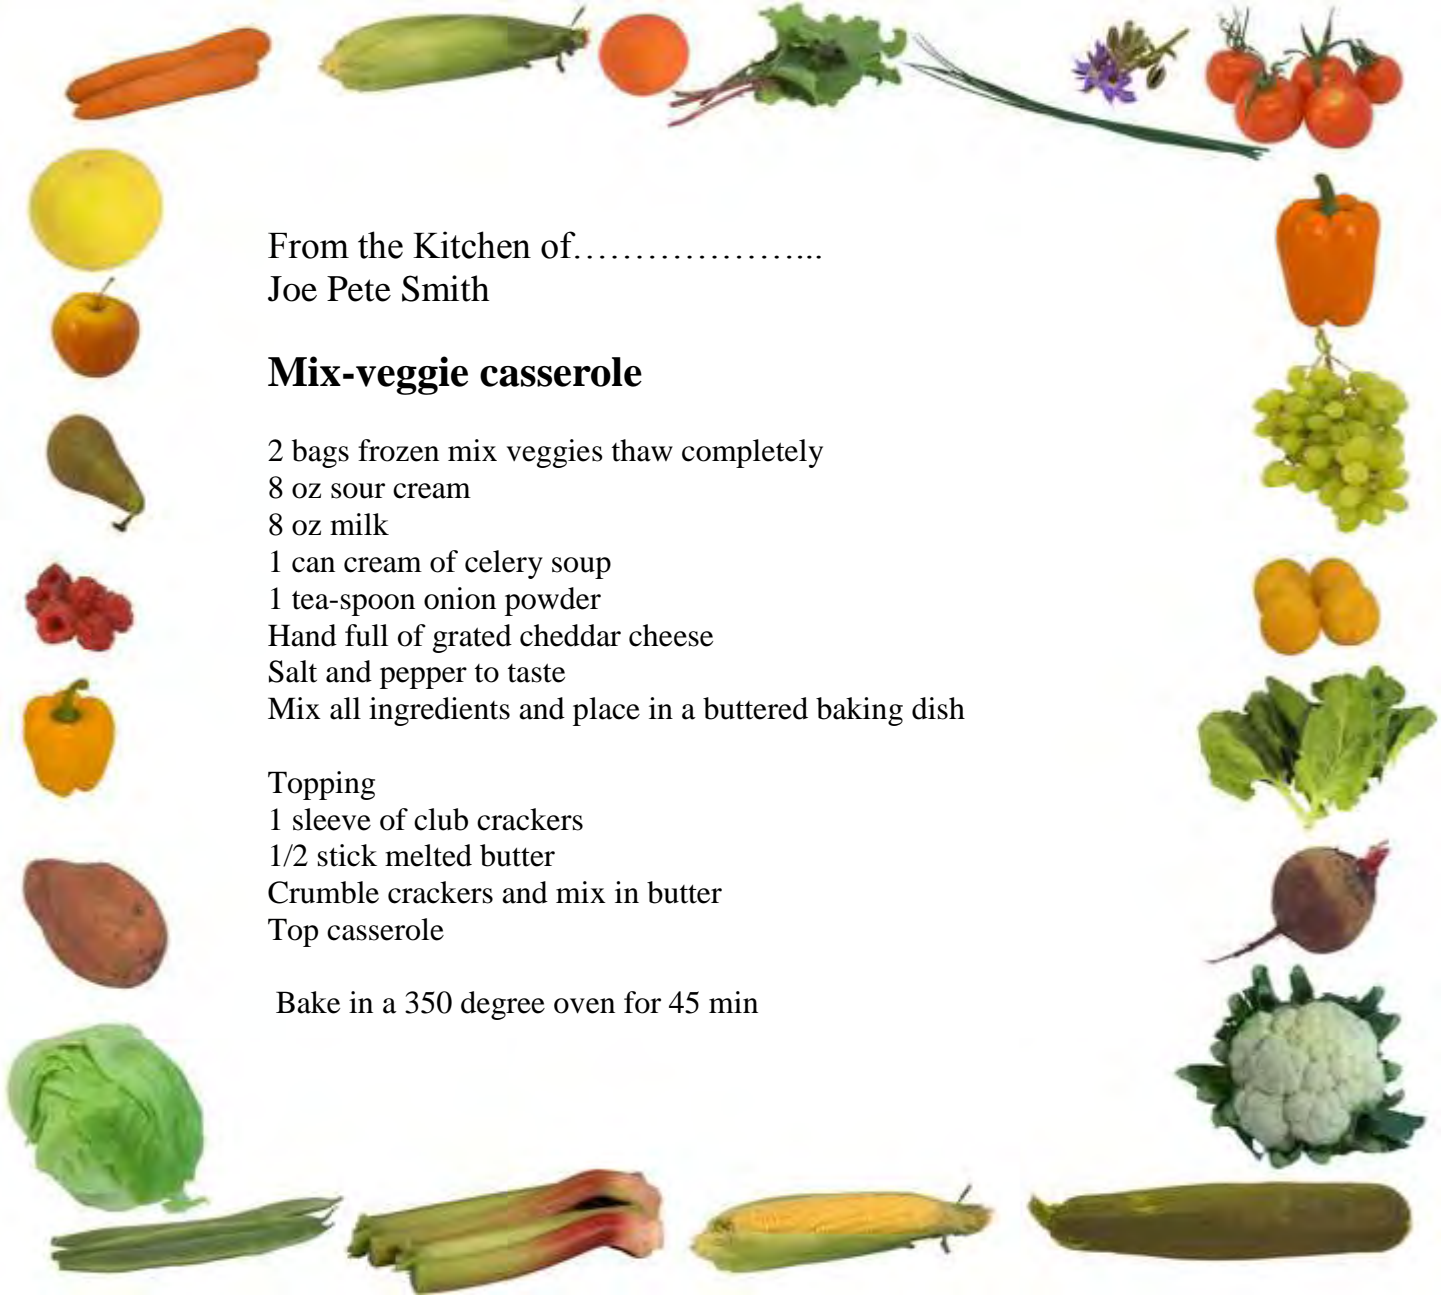 From the Kitchen of…………………...
Joe Pete Smith
Mix-veggie casserole
2 bags frozen mix veggies thaw completely
8 oz sour cream
8 oz milk
1 can cream of celery soup
1 tea-spoon onion powder
Hand full of grated cheddar cheese
Salt and pepper to taste
Mix all ingredients and place in a buttered baking dish
Topping
1 sleeve of club crackers
1/2 stick melted butter
Crumble crackers and mix in butter
Top casserole
Bake in a 350 degree oven for 45 min